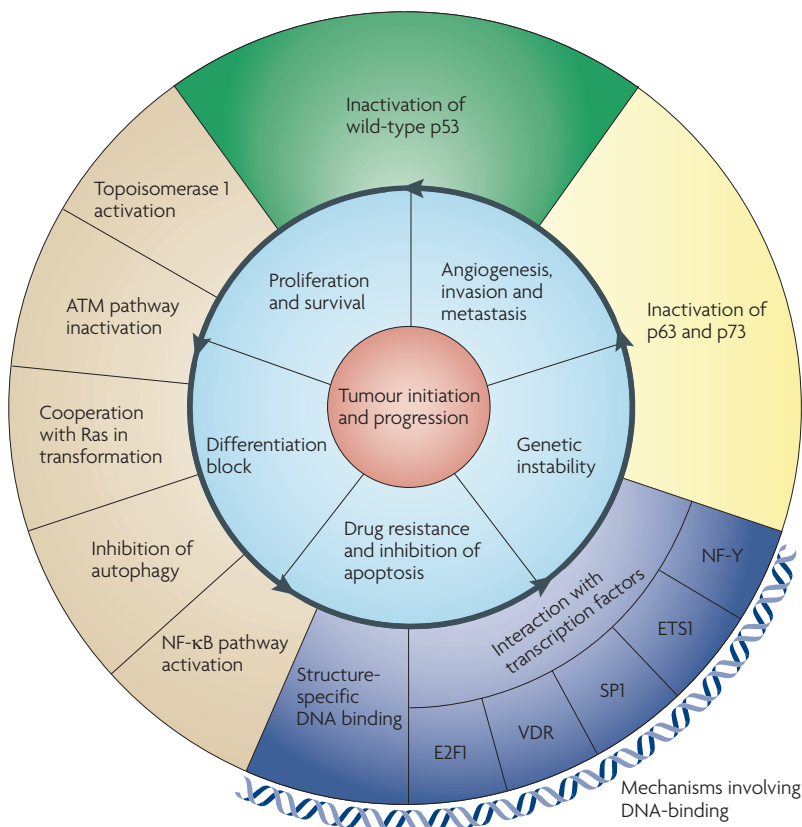 Inactivation of
wild-type p53
Topoisomerase 1
activation
Proliferation
and survival
Angiogenesis,
invasion and
metastasis
ATM pathway
inactivation
Inactivation of
p63 and p73
Tumour initiation
and progression
Cooperation
with Ras in
transformation
Differentiation
block
Genetic
instability
Drug resistance
and inhibition of
apoptosis
Inhibition of
autophagy
NF-κB pathway
activation
Structure-
specific
DNA binding
Interaction with
transcription factors
NF-Y
ETS1
SP1
VDR
E2F1
Mechanisms involving
DNA-binding